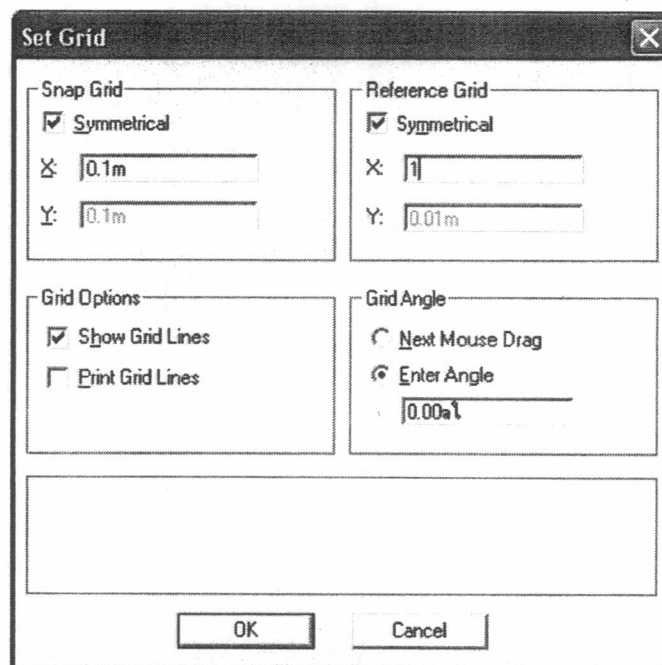 Set Grid
Snap Grid
Symmetrical
X: 0.1m
Y: 0.1m
Reference Grid
Symmetrical
X: 1
Y: 0.01m
Grid Options
Show Grid Lines
Print Grid Lines
Grid Angle
Next Mouse Drag
Enter Angle
OK
Cancel